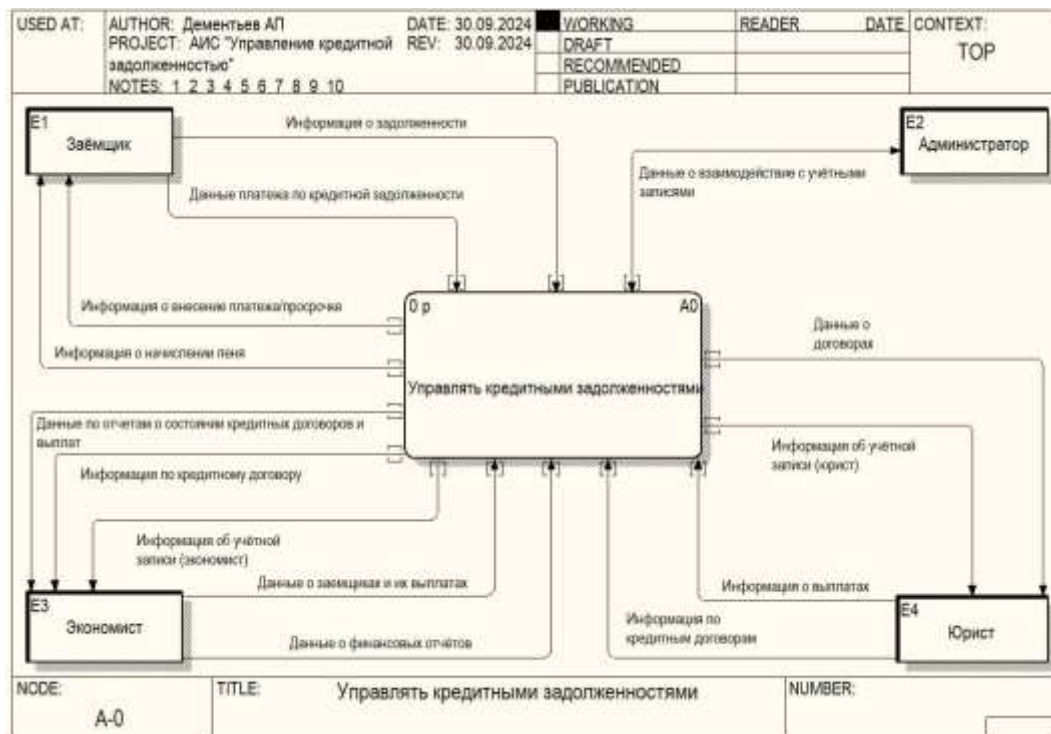 USED AT:
AUTHOR: Дементьев АП
DATE: 30.09.2024
PROJECT: АИС "Управление кредитной
REV: 30.09.2024
задолженностью"
NOTES: 1 2 3 4 5 6 7 8 9 10
WORKING
DRAFT
RECOMMENDED
PUBLICATION
READER
DATE
CONTEXT:
TOP
E1
Заёмщик
Информация о задолженности
E2
Администратор
Данные о взаимодействие с учётными
записями
Данные платежа по кредитной задолженности
Информация о внесению платежа/просрочке
0 р
A0
Данные о
договорах
Информация о начислении пеня
Управлять кредитными задолженностями
Данные по отчетам о состоянии кредитных договоров и
выплат
Информация по кредитному договору
Информация об учётной
записи (юрист)
Информация об учётной
записи (экономист)
Данные о заемщиках и их выплатах
Информация о выплатах
E3
Экономист
Данные о финансовых отчётов
Информация по
кредитным договорам
E4
Юрист
NODE:
A-0
TITLE:
Управлять кредитными задолженностями
NUMBER: